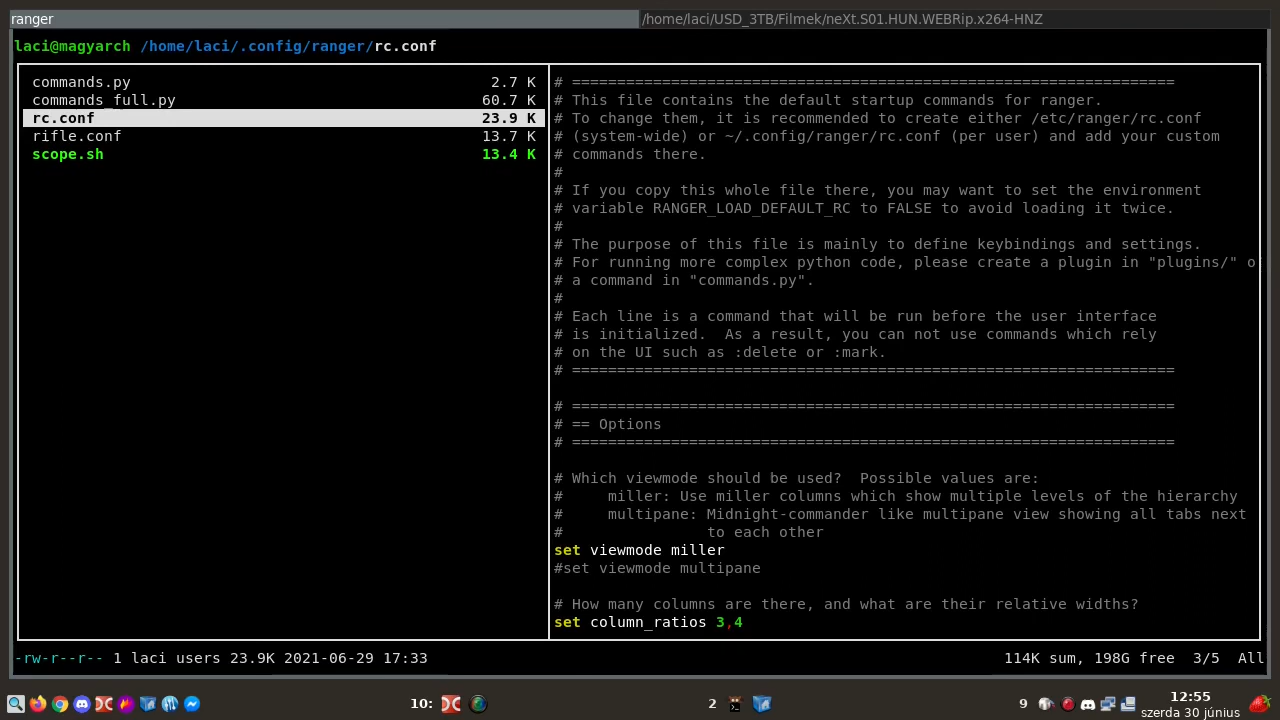 ranger
/home/laci/USD_3TB/Filmek/neXt.S01.HUN.WEBRip.x264-HNZ
laci@magyarch /home/laci/.config/ranger/rc.conf
commands.py 2.7 K
commands_full.py 60.7 K
rc.conf 23.9 K
rifle.conf 13.7 K
scope.sh 13.4 K
# ===================================================================
# This file contains the default startup commands for ranger.
# To change them, it is recommended to create either /etc/ranger/rc.conf
# (system-wide) or ~/.config/ranger/rc.conf (per user) and add your custom
# commands there.
#
# If you copy this whole file there, you may want to set the environment
# variable RANGER_LOAD_DEFAULT_RC to FALSE to avoid loading it twice.
#
# The purpose of this file is mainly to define keybindings and settings.
# For running more complex python code, please create a plugin in "plugins/" o
# a command in "commands.py".
#
# Each line is a command that will be run before the user interface
# is initialized.  As a result, you can not use commands which rely
# on the UI such as :delete or :mark.
# ===================================================================
# ===================================================================
# == Options
# ===================================================================
# Which viewmode should be used?  Possible values are:
#     miller: Use miller columns which show multiple levels of the hierarchy
#     multipane: Midnight-commander like multipane view showing all tabs next
#                to each other
set viewmode miller
#set viewmode multipane
# How many columns are there, and what are their relative widths?
set column_ratios 3,4
-rw-r--r-- 1 laci users 23.9K 2021-06-29 17:33
114K sum, 198G free  3/5  All
10:
2
9
12:55
szerda 30 június